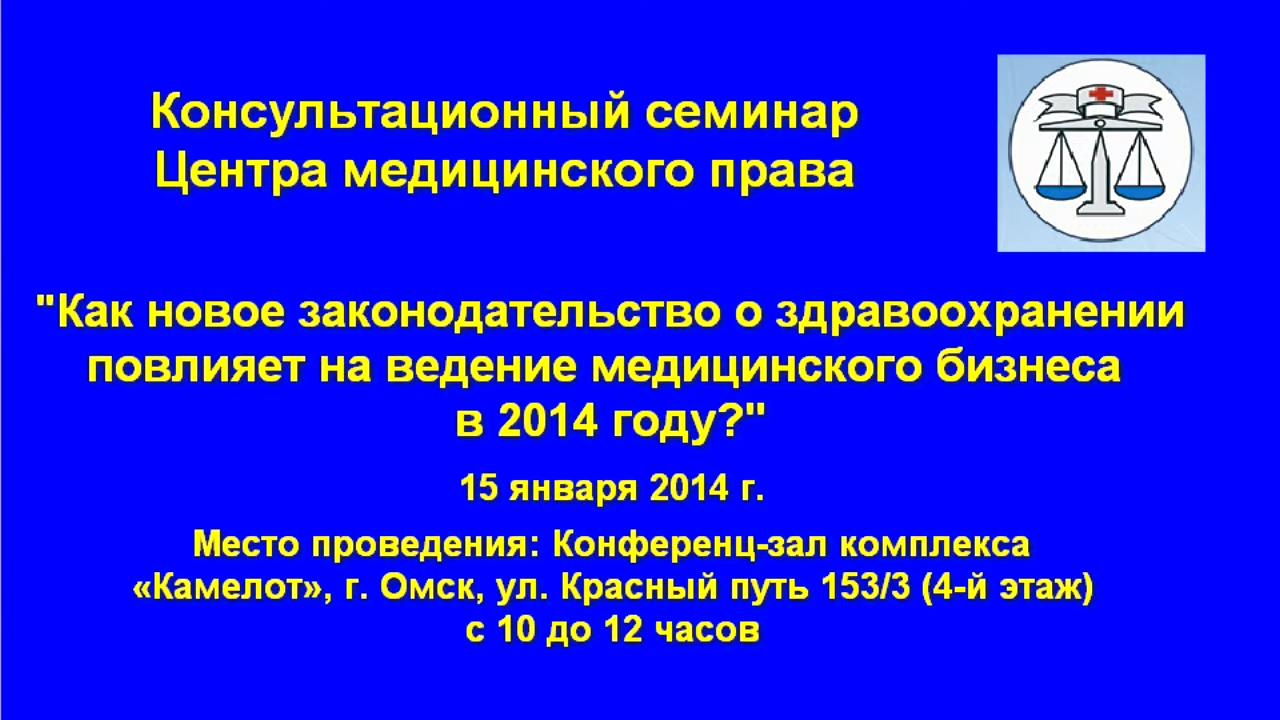 Консультационный семинар
Центра медицинского права
"Как новое законодательство о здравоохранении
повлияет на ведение медицинского бизнеса
в 2014 году?"
15 января 2014 г.
Место проведения: Конференц-зал комплекса
«Камелот», г. Омск, ул. Красный путь 153/3 (4-й этаж)
с 10 до 12 часов